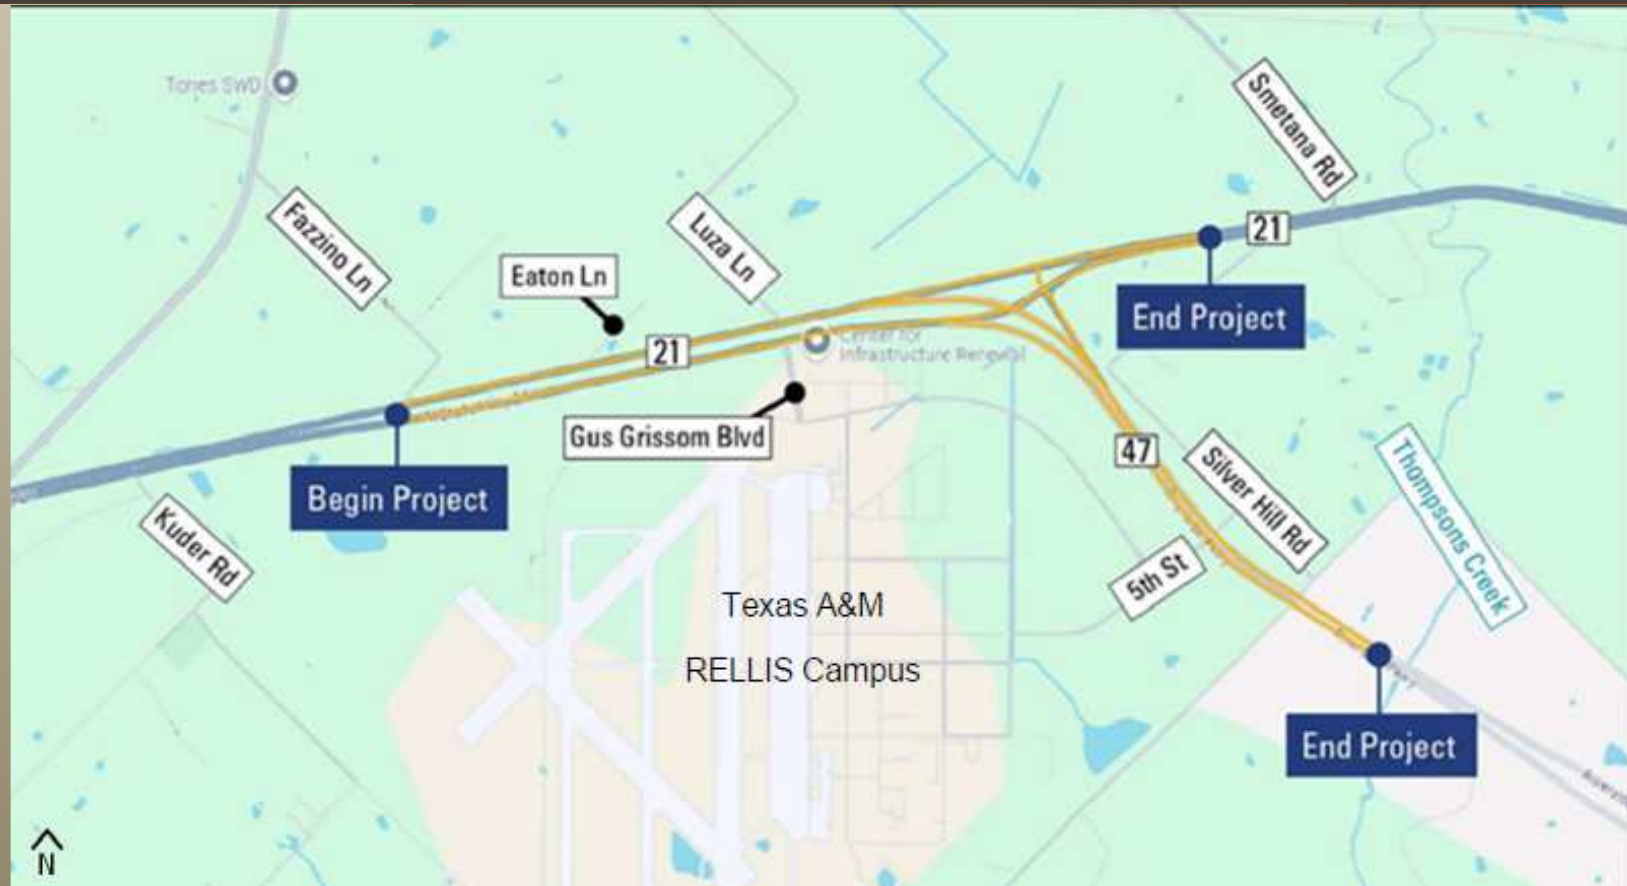 Tones SWD
Smetana Rd
Fazzino Ln
Luza Ln
Eaton Ln
21
End Project
21
Center for
Infrastructure Renewal
Gus Grissom Blvd
47
Silver Hill Rd
Thompsons Creek
Begin Project
Kuder Rd
5th St
Texas A&M
RELLIS Campus
End Project
N